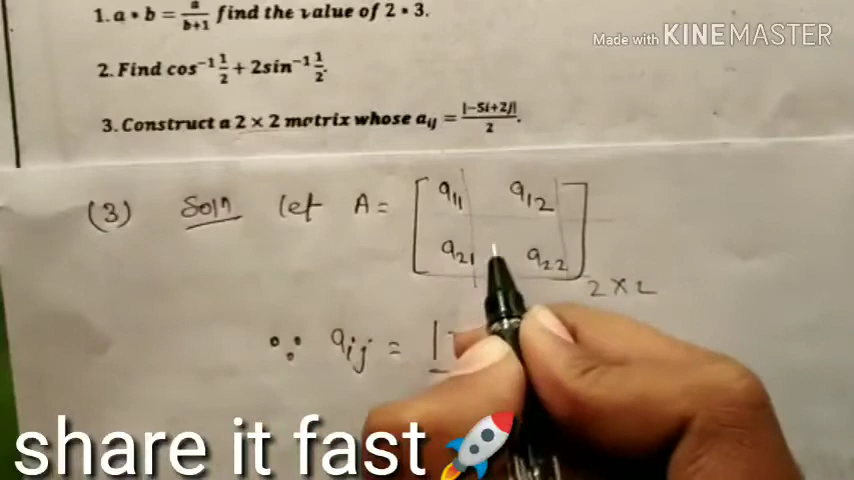 1. a * b = a/b+1 find the value of 2 * 3.
Made with KINEMASTER
2. Find cos⁻¹ 1/2 + 2sin⁻¹ 1/2.
3. Construct a 2 × 2 matrix whose aᵢⱼ = |-5i+2j|/2.
(3) Soln let A = [a₁₁ a₁₂
a₂₁ a₂₂] 2×2
∵ aᵢⱼ =
share it fast 🚀